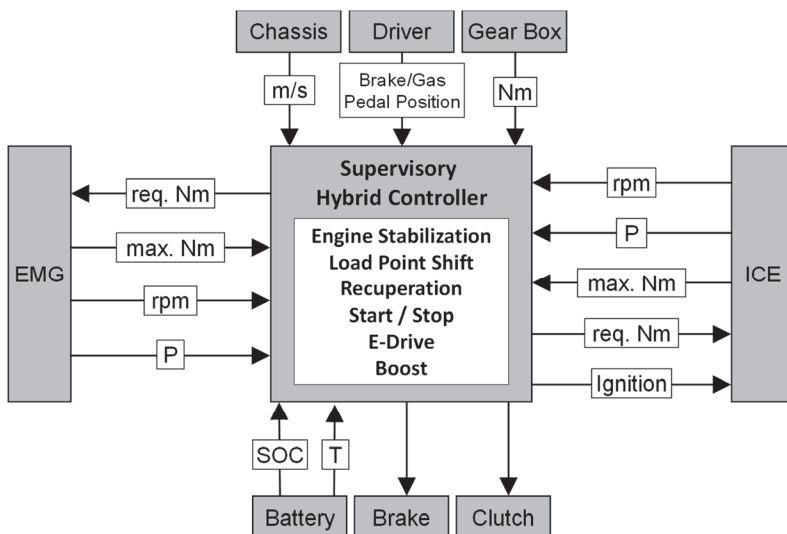 Chassis
Driver
Gear Box
m/s
Brake/Gas
Pedal Position
Nm
Supervisory
Hybrid Controller
Engine Stabilization
Load Point Shift
Recuperation
Start / Stop
E-Drive
Boost
EMG
req. Nm
max. Nm
rpm
P
rpm
P
max. Nm
req. Nm
Ignition
ICE
SOC
T
Battery
Brake
Clutch